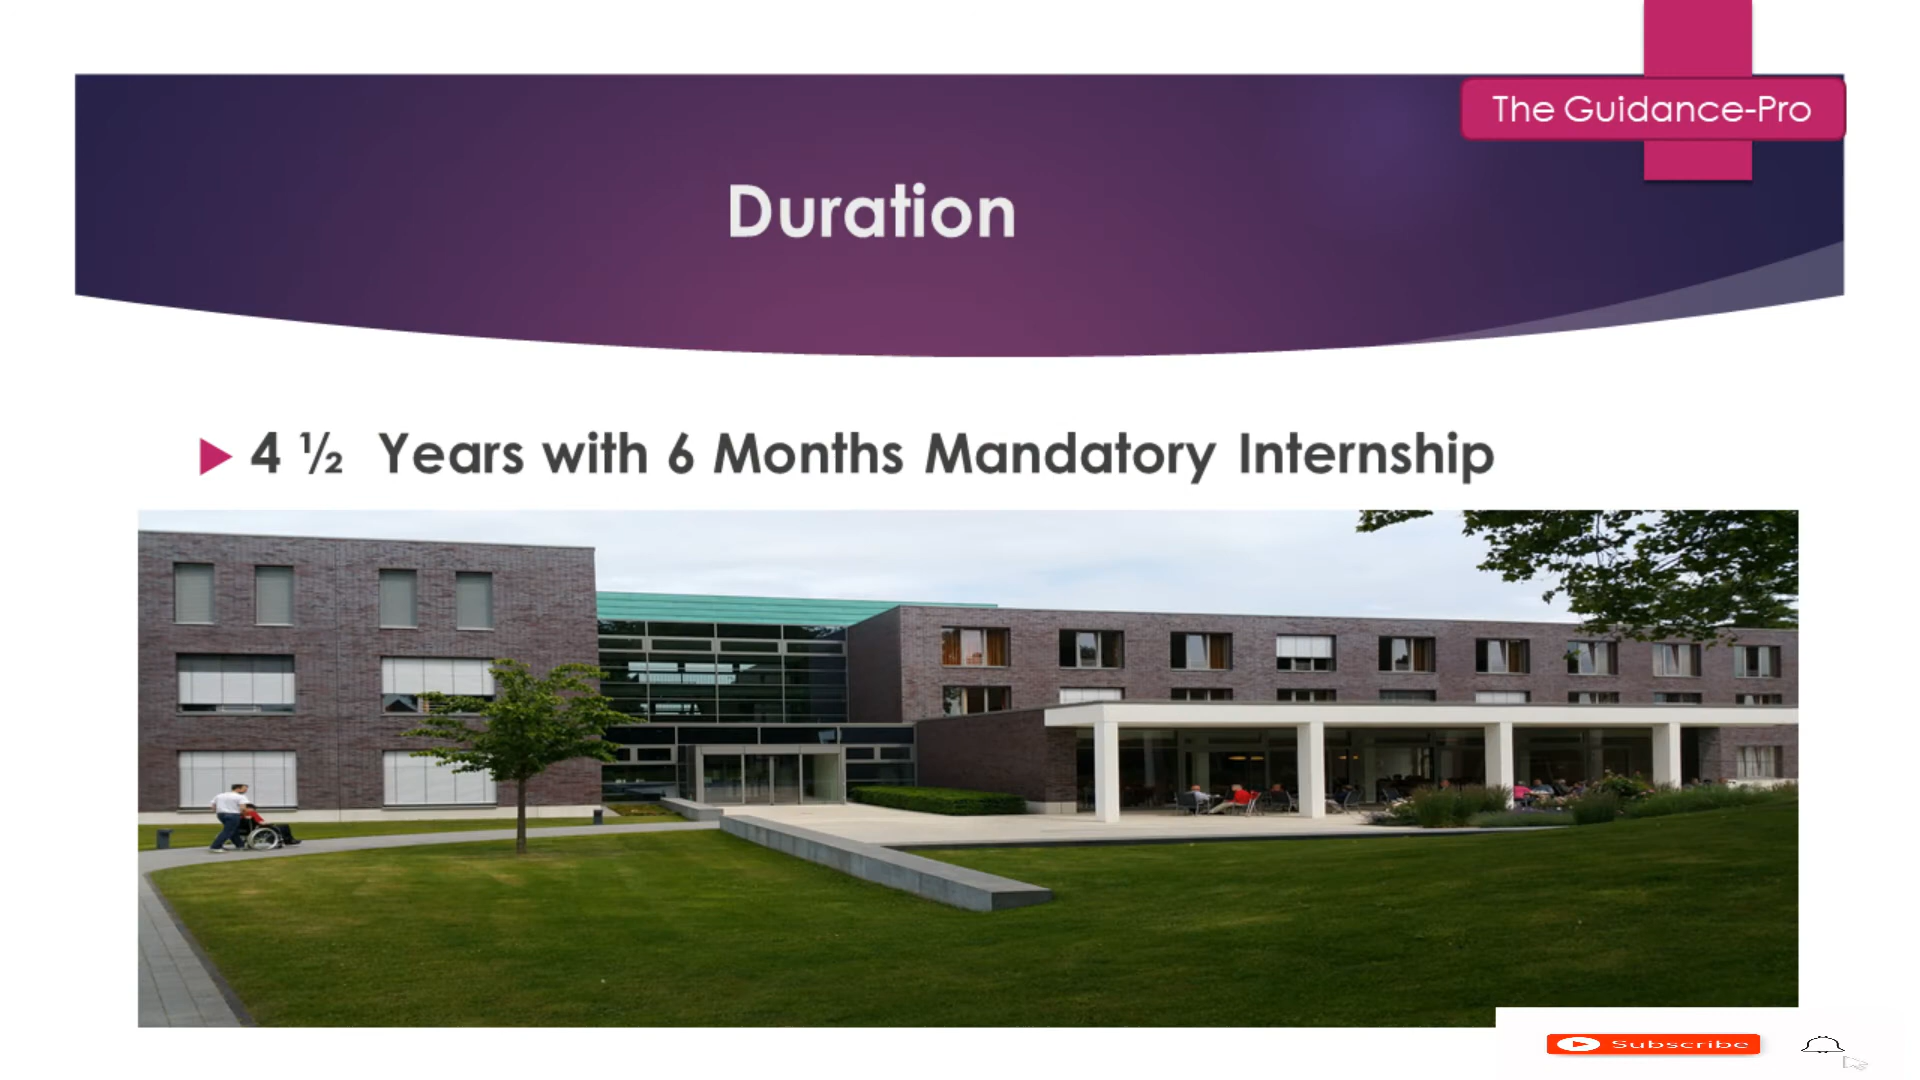 The Guidance-Pro
Duration
4 ½ Years with 6 Months Mandatory Internship
Subscribe